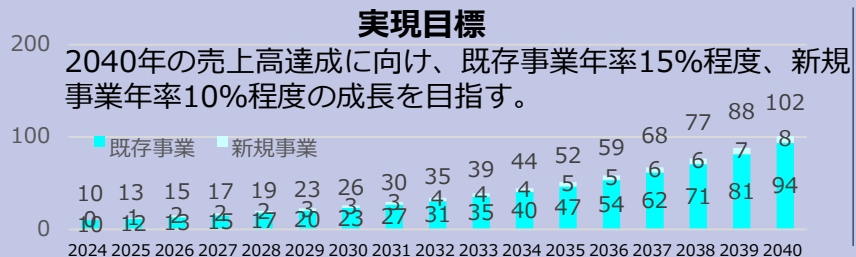 実現目標
200
2040年の売上高達成に向け、既存事業年率15%程度、新規
事業年率10%程度の成長を目指す。
100
既存事業 新規事業
10 13 15 17 19 23 26 30 35 39 44 52 59 68 77 88 102
0 1 2 2 2 3 3 3 4 4 4 5 5 6 6 7 8
10 12 13 15 17 20 23 27 31 35 40 47 54 62 71 81 94
0
2024 2025 2026 2027 2028 2029 2030 2031 2032 2033 2034 2035 2036 2037 2038 2039 2040